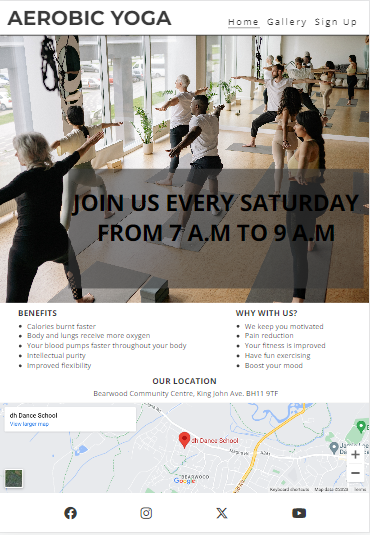 AEROBIC YOGA
Home Gallery Sign Up
JOIN US EVERY SATURDAY
FROM 7 A.M TO 9 A.M
BENEFITS
Calories burnt faster
Body and lungs receive more oxygen
Your blood pumps faster throughout your body
Intellectual purity
Improved flexibility
WHY WITH US?
We keep you motivated
Pain reduction
Your fitness is improved
Have fun exercising
Boost your mood
OUR LOCATION
Bearwood Community Centre, King John Ave. BH11 9TF
dh Dance School
View larger map
dh Dance School
BEARWOOD
Google
Keyboard shortcuts Map data ©2023 Terms